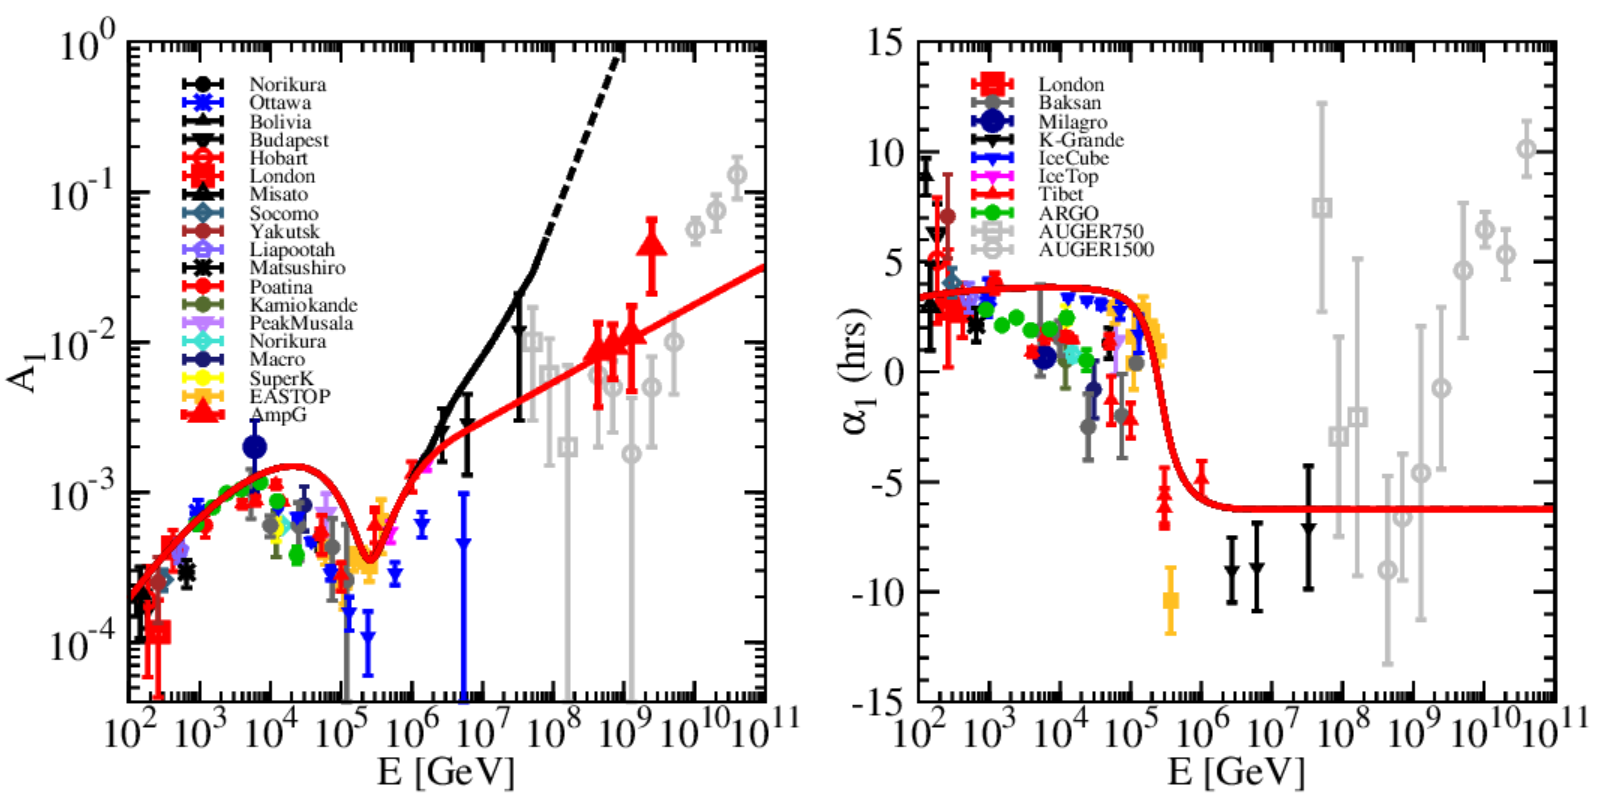 10^0
10^-1
10^-2
10^-3
10^-4
A_1
Norikura
Ottawa
Bolivia
Budapest
Hobart
London
Misato
Socomo
Yakutsk
Liapootah
Matsushiro
Poatina
Kamiokande
PeakMusala
Norikura
Macro
SuperK
EASTOP
AmpG
10^2 10^3 10^4 10^5 10^6 10^7 10^8 10^9 10^10 10^11
E [GeV]
15
10
5
0
-5
-10
-15
α_1 (hrs)
London
Baksan
Milagro
K-Grande
IceCube
IceTop
Tibet
ARGO
AUGER750
AUGER1500
10^2 10^3 10^4 10^5 10^6 10^7 10^8 10^9 10^10 10^11
E [GeV]